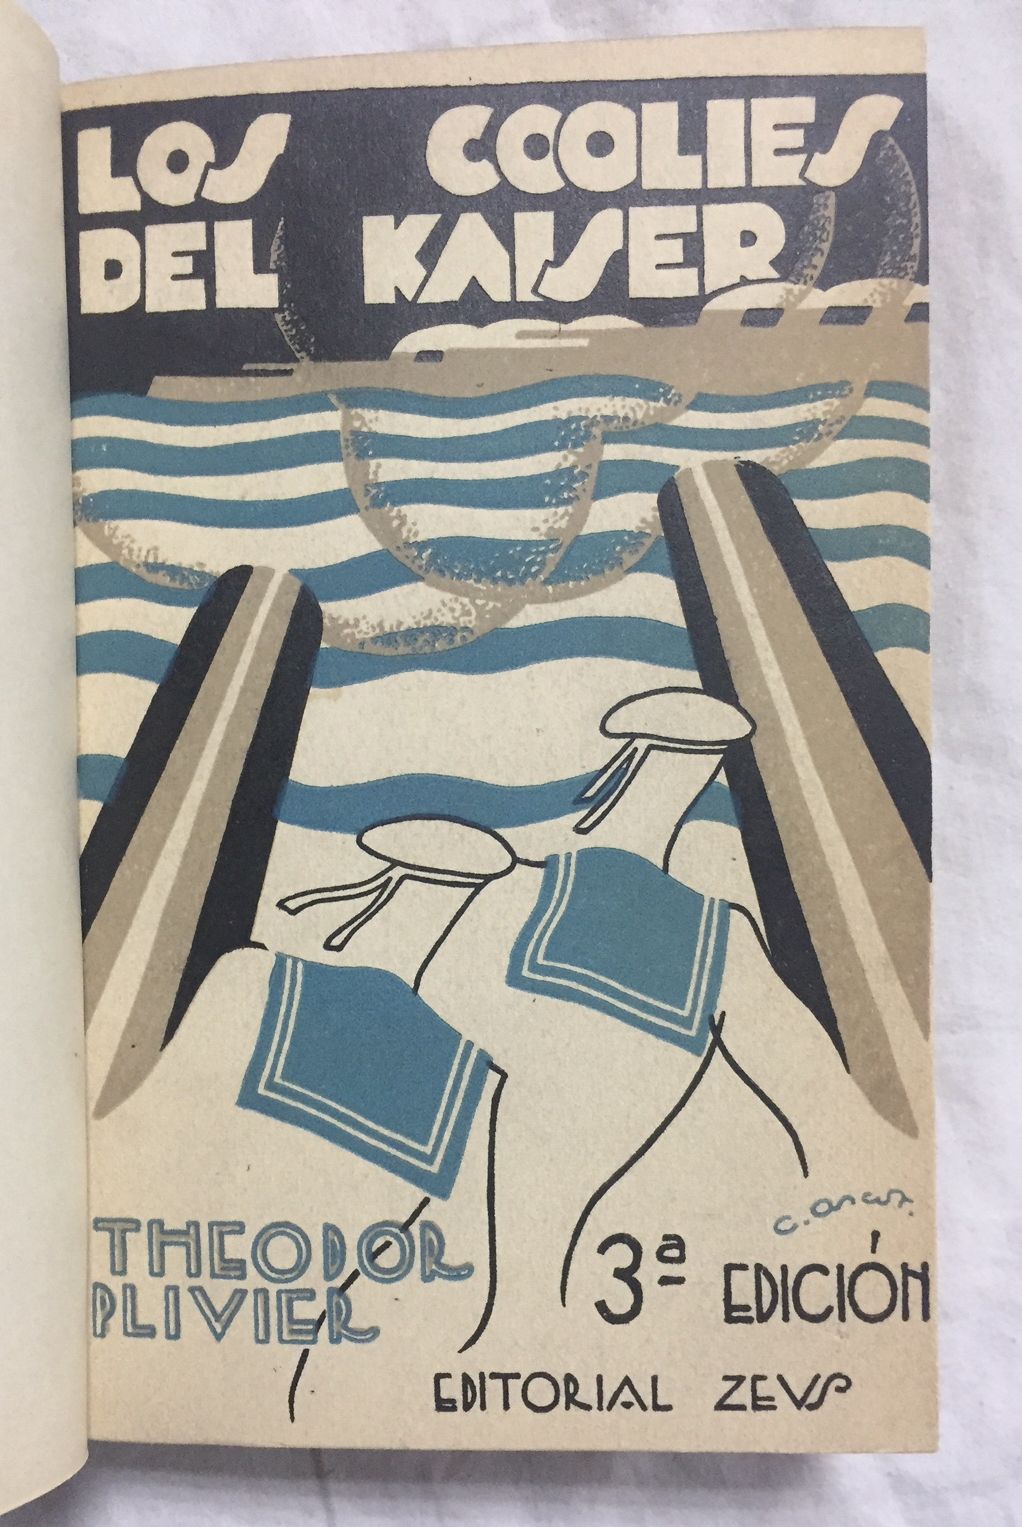 LOS COOLIES
DEL KAISER
THEODOR
PLIVIER
3ª EDICIÓN
EDITORIAL ZEUS